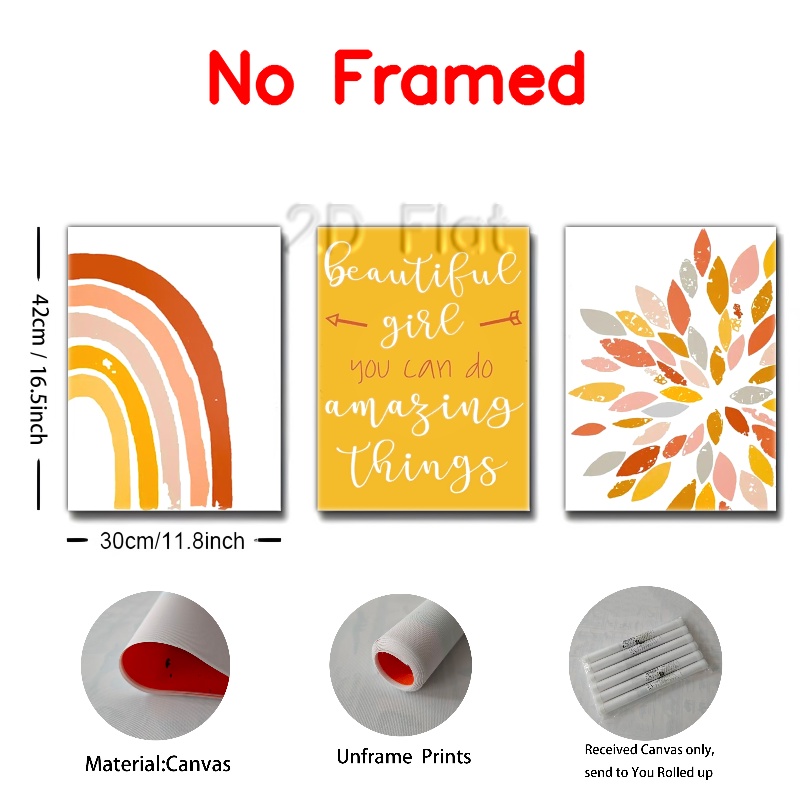 No Framed
2D Flat
beautiful
girl
you can do
amazing
things
42cm / 16.5inch
30cm/11.8inch
Material:Canvas
Unframe Prints
Received Canvas only,
send to You Rolled up